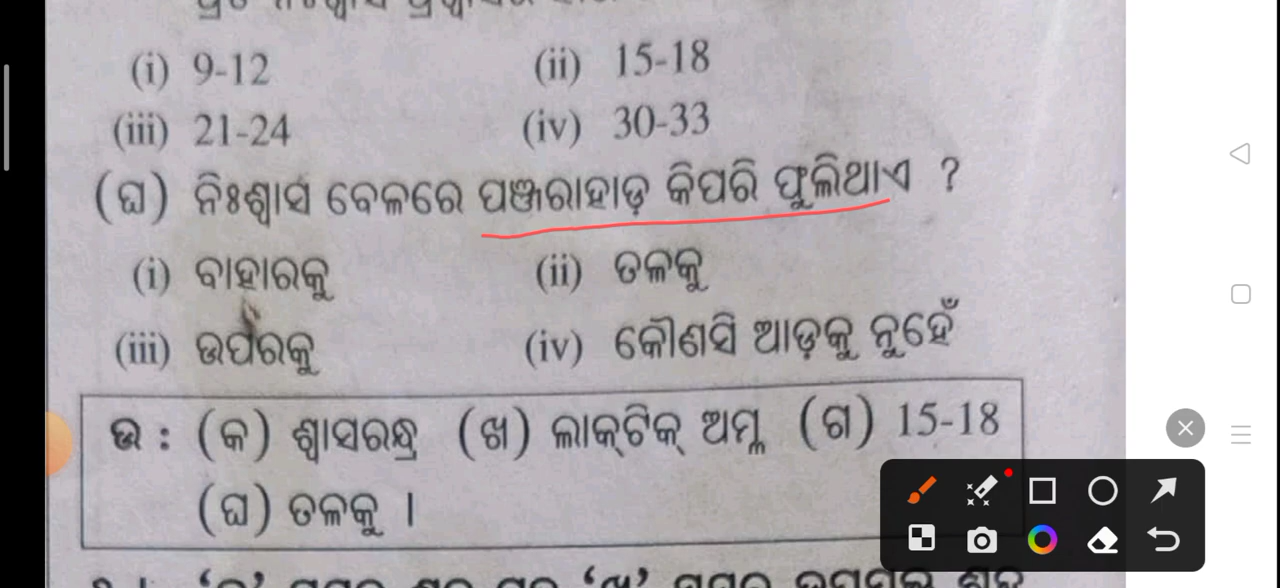 (i) 9-12 (ii) 15-18
(iii) 21-24 (iv) 30-33
(ଘ) ନିଃଶ୍ଵାସ ବେଳରେ ପଞ୍ଜରାହାଡ଼ କିପରି ଫୁଲିଥାଏ ?
(i) ବାହାରକୁ (ii) ତଳକୁ
(iii) ଉପରକୁ (iv) କୌଣସି ଆଡ଼କୁ ନୁହେଁ
ଉ : (କ) ଶ୍ଵାସରନ୍ଧ୍ର (ଖ) ଲାକ୍‌ଟିକ୍ ଅମ୍ଳ (ଗ) 15-18
(ଘ) ତଳକୁ ।